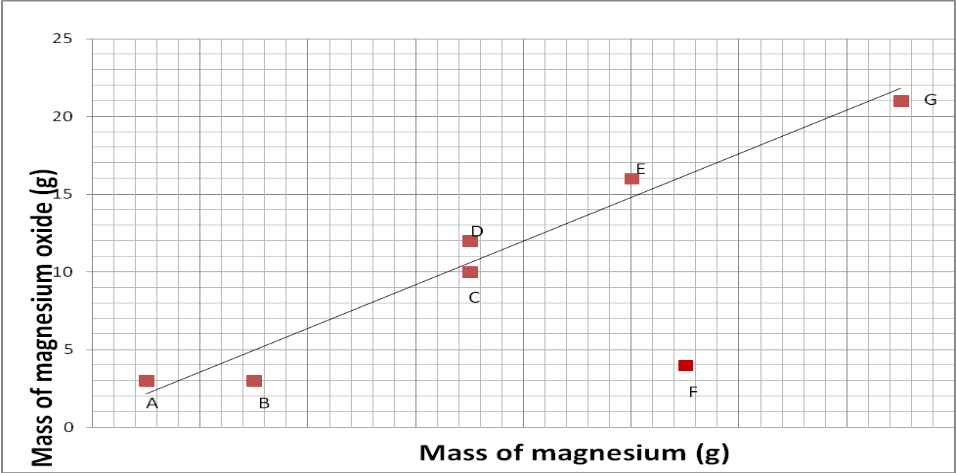 25
20
15
10
5
0
Mass of magnesium oxide (g)
A
B
C
D
E
F
G
Mass of magnesium (g)